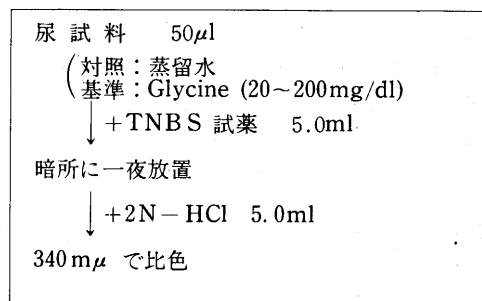 尿試料 50μl
対照：蒸留水
基準：Glycine (20~200mg/dl)
+TNBS 試薬 5.0ml
暗所に一夜放置
+2N－HCl 5.0ml
340mμ で比色